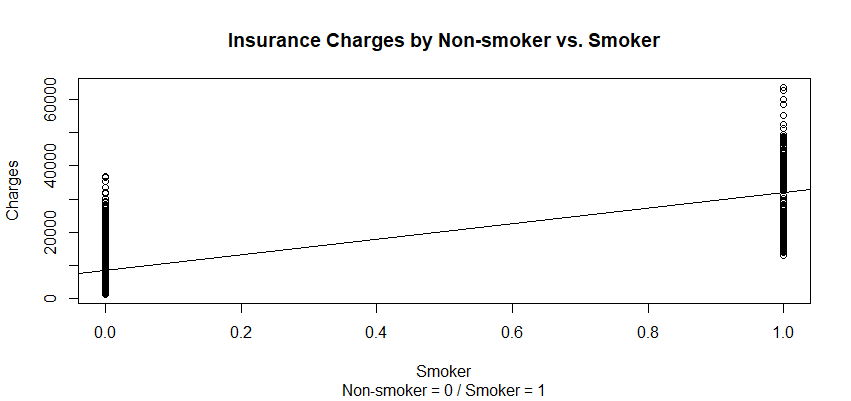 Insurance Charges by Non-smoker vs. Smoker
Charges
60000
40000
20000
0
0.0 0.2 0.4 0.6 0.8 1.0
Smoker
Non-smoker = 0 / Smoker = 1